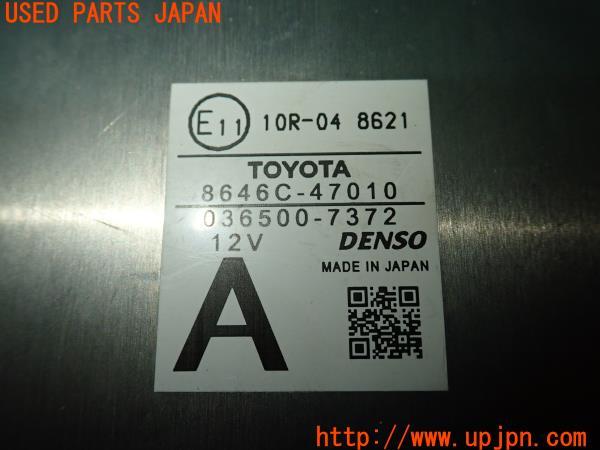 USED PARTS JAPAN
E11 10R-04 8621
TOYOTA
8646C-47010
036500-7372
12V DENSO
MADE IN JAPAN
A
http://www.upjpn.com